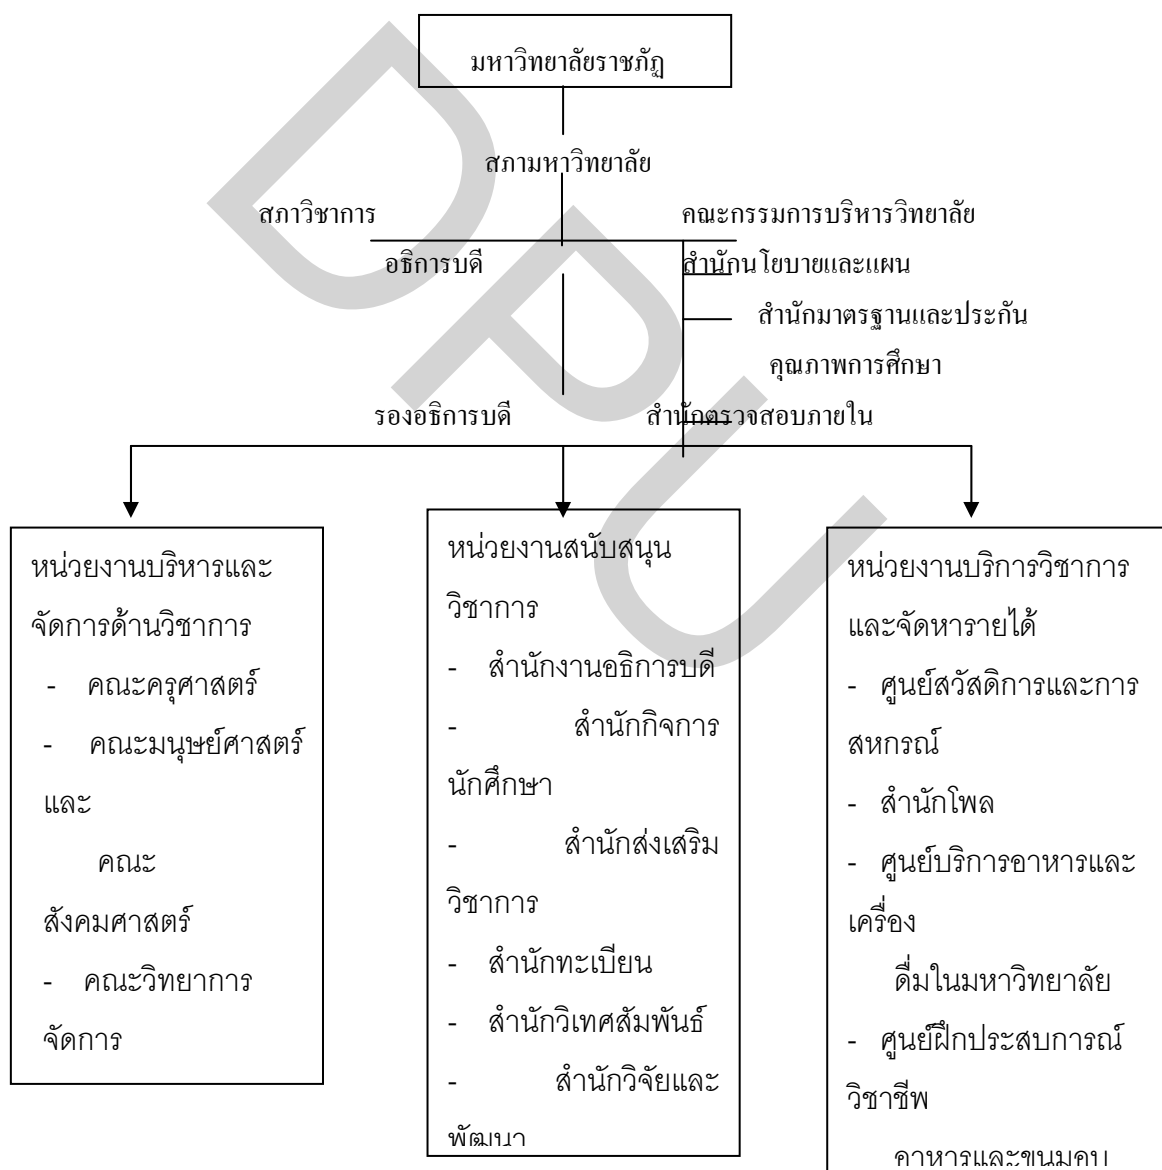 มหาวิทยาลัยราชภัฏ
สภามหาวิทยาลัย
สภาวิชาการ
คณะกรรมการบริหารวิทยาลัย
อธิการบดี
สำนักนโยบายและแผน
สำนักมาตรฐานและประกัน
คุณภาพการศึกษา
รองอธิการบดี
สำนักตรวจสอบภายใน
หน่วยงานบริหารและ
จัดการด้านวิชาการ
- คณะครุศาสตร์
- คณะมนุษย์ศาสตร์
และ
คณะ
สังคมศาสตร์
- คณะวิทยาการ
จัดการ
หน่วยงานสนับสนุน
วิชาการ
- สำนักงานอธิการบดี
- สำนักกิจการ
นักศึกษา
- สำนักส่งเสริม
วิชาการ
- สำนักทะเบียน
- สำนักวิเทศสัมพันธ์
- สำนักวิจัยและ
พัฒนา
หน่วยงานบริการวิชาการ
และจัดหารายได้
- ศูนย์สวัสดิการและการ
สหกรณ์
- สำนักโพล
- ศูนย์บริการอาหารและ
เครื่อง
ดื่มในมหาวิทยาลัย
- ศูนย์ฝึกประสบการณ์
วิชาชีพ
อาหารและขนมอบ
DPU